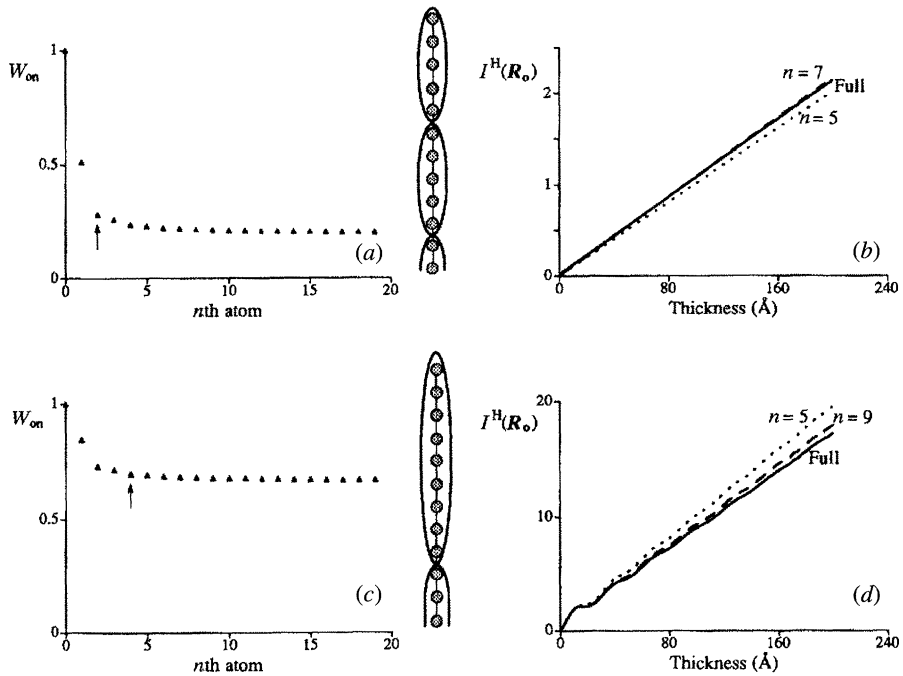 W_on
1
0.5
0
0
5
10
15
20
nth atom
(a)
I^H(R_o)
2
1
0
0
80
160
240
Thickness (Å)
n = 7
Full
n = 5
(b)
W_on
1
0.5
0
0
5
10
15
20
nth atom
(c)
I^H(R_o)
20
10
0
0
80
160
240
Thickness (Å)
n = 5
n = 9
Full
(d)